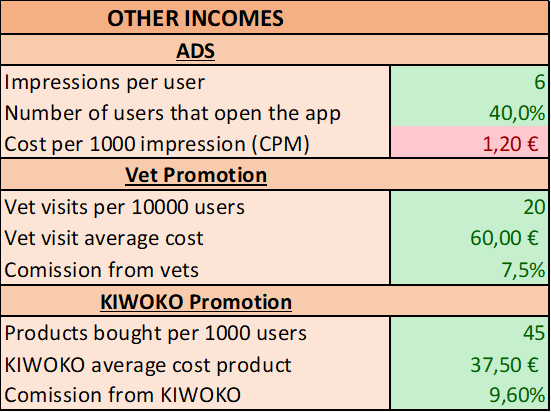 OTHER INCOMES
ADS
Impressions per user 6
Number of users that open the app 40,0%
Cost per 1000 impression (CPM) 1,20 €
Vet Promotion
Vet visits per 10000 users 20
Vet visit average cost 60,00 €
Comission from vets 7,5%
KIWOKO Promotion
Products bought per 1000 users 45
KIWOKO average cost product 37,50 €
Comission from KIWOKO 9,60%